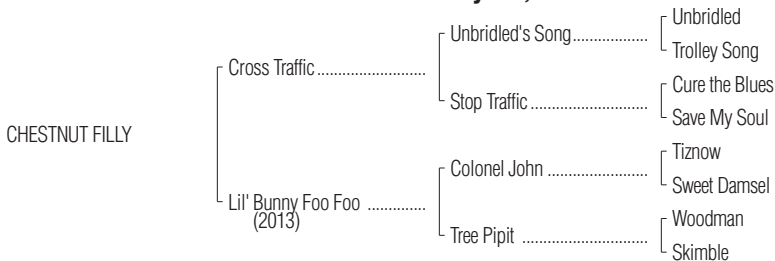 Unbridled
Unbridled's Song.................
Trolley Song
Cross Traffic..........................
Cure the Blues
Stop Traffic............................
Save My Soul
CHESTNUT FILLY
Tiznow
Colonel John ........................
Sweet Damsel
Lil' Bunny Foo Foo ..............
(2013)
Woodman
Tree Pipit ..............................
Skimble